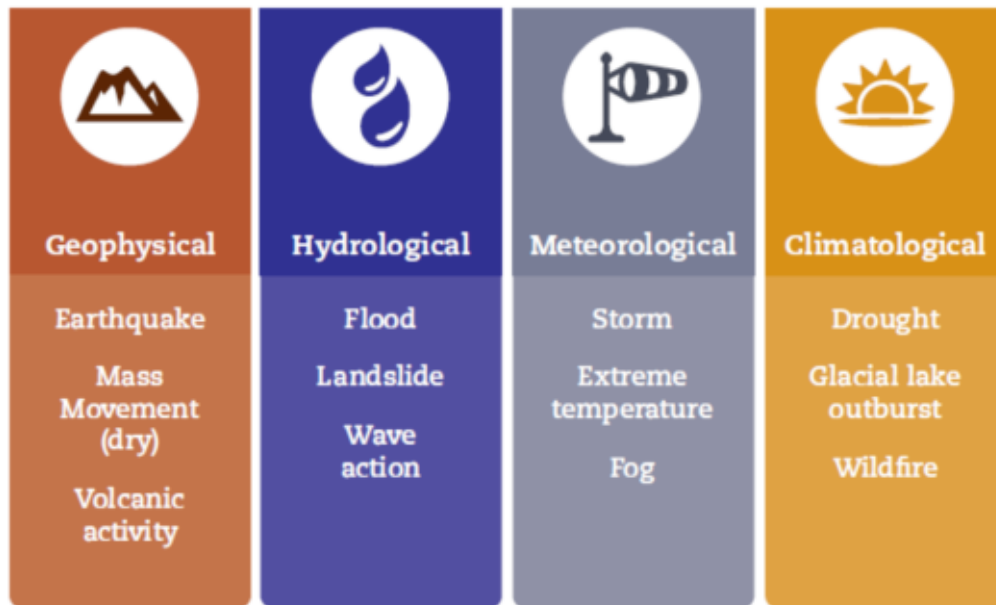 Geophysical
Earthquake
Mass
Movement
(dry)
Volcanic
activity
Hydrological
Flood
Landslide
Wave
action
Meteorological
Storm
Extreme
temperature
Fog
Climatological
Drought
Glacial lake
outburst
Wildfire